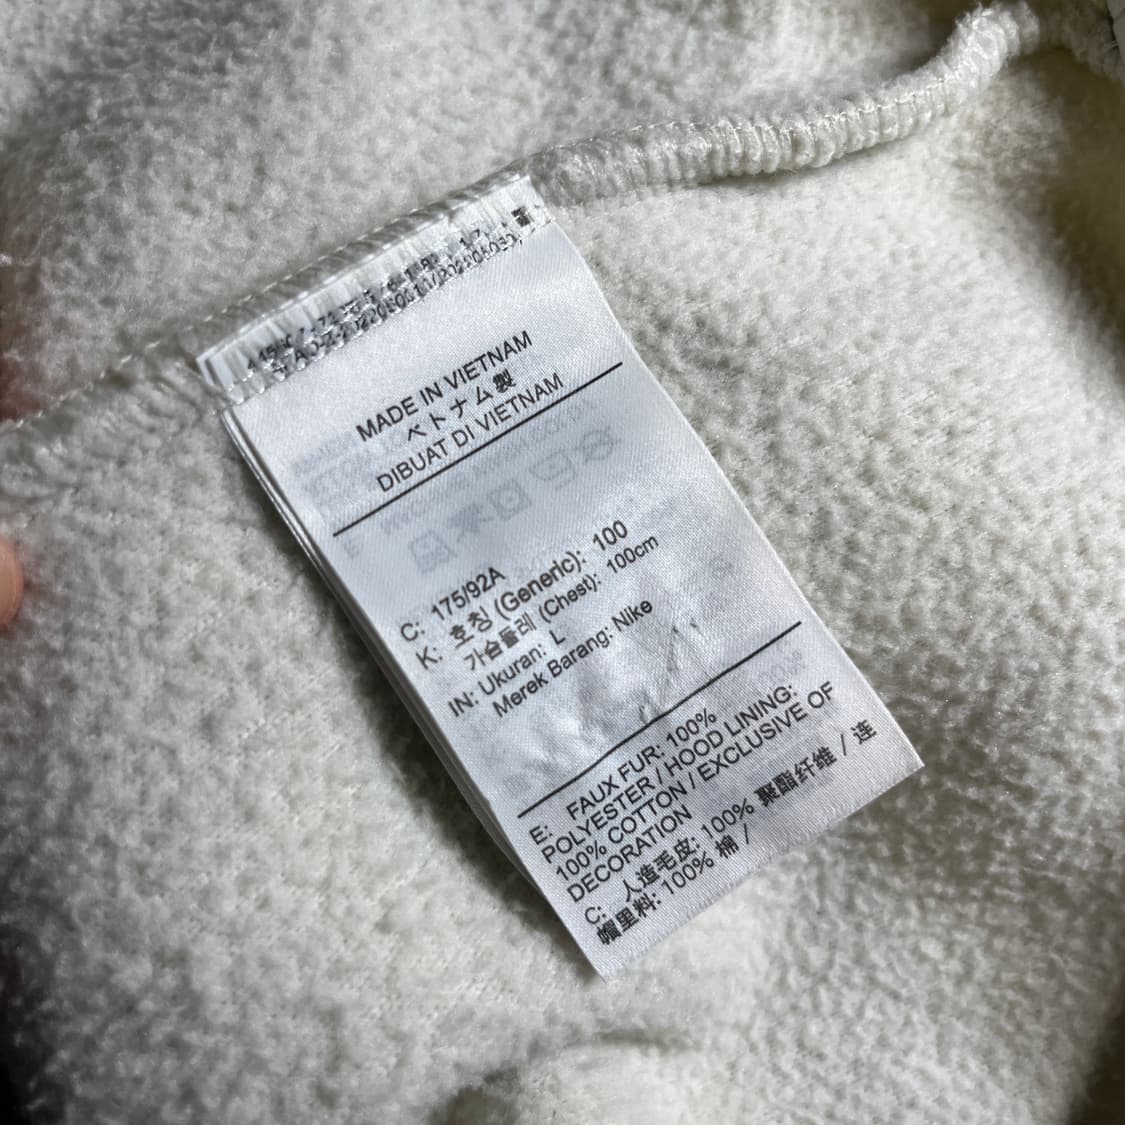 MADE IN VIETNAM
ベトナム製
DIBUAT DI VIETNAM
C: 175/92A
K: 호칭 (Generic): 100
가슴둘레 (Chest): 100cm
IN: Ukuran: L
Merek Barang: Nike
E: FAUX FUR: 100%
POLYESTER / HOOD LINING:
100% COTTON / EXCLUSIVE OF
DECORATION
C: 人造毛皮: 100% 聚酯纤维 / 连
帽里料: 100% 棉 /